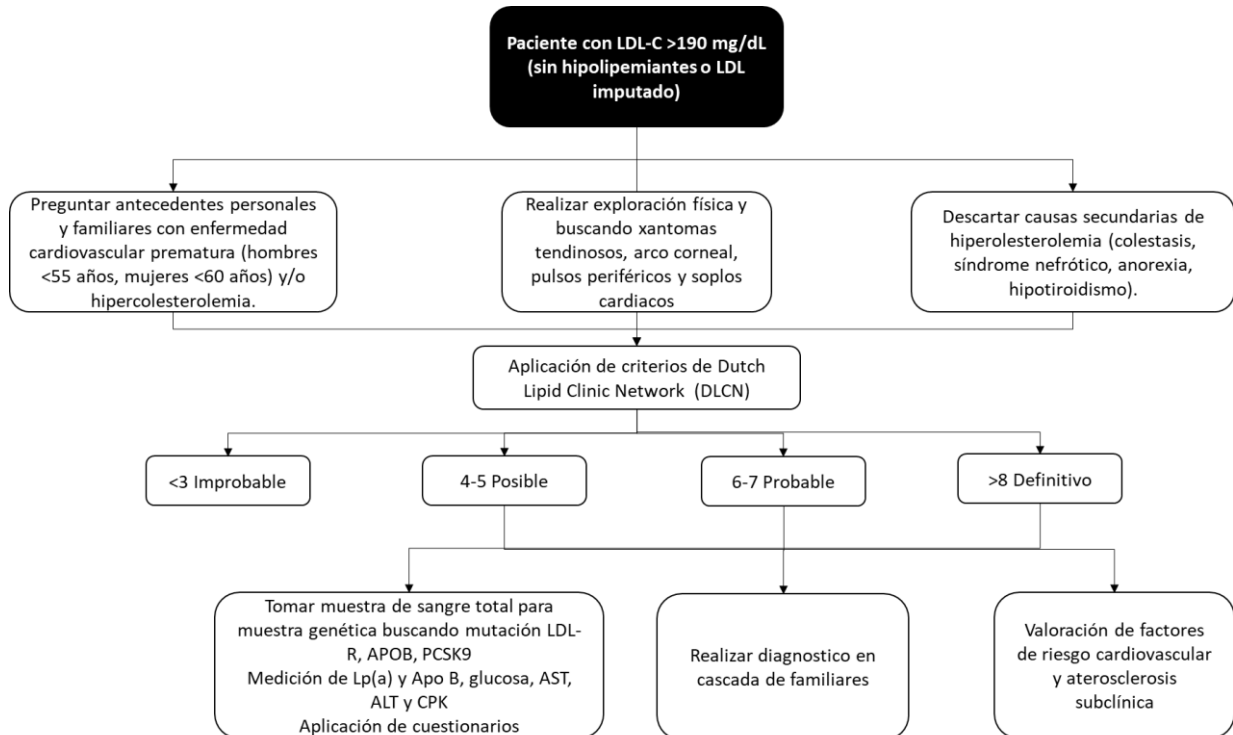 Paciente con LDL-C >190 mg/dL
(sin hipolipemiantes o LDL
imputado)
Preguntar antecedentes personales
y familiares con enfermedad
cardiovascular prematura (hombres
<55 años, mujeres <60 años) y/o
hipercolesterolemia.
Realizar exploración física y
buscando xantomas
tendinosos, arco corneal,
pulsos periféricos y soplos
cardiacos
Descartar causas secundarias de
hiperolesterolemia (colestasis,
síndrome nefrótico, anorexia,
hipotiroidismo).
Aplicación de criterios de Dutch
Lipid Clinic Network (DLCN)
<3 Improbable
4-5 Posible
6-7 Probable
>8 Definitivo
Tomar muestra de sangre total para
muestra genética buscando mutación LDL-
R, APOB, PCSK9
Medición de Lp(a) y Apo B, glucosa, AST,
ALT y CPK
Aplicación de cuestionarios
Realizar diagnostico en
cascada de familiares
Valoración de factores
de riesgo cardiovascular
y aterosclerosis
subclínica